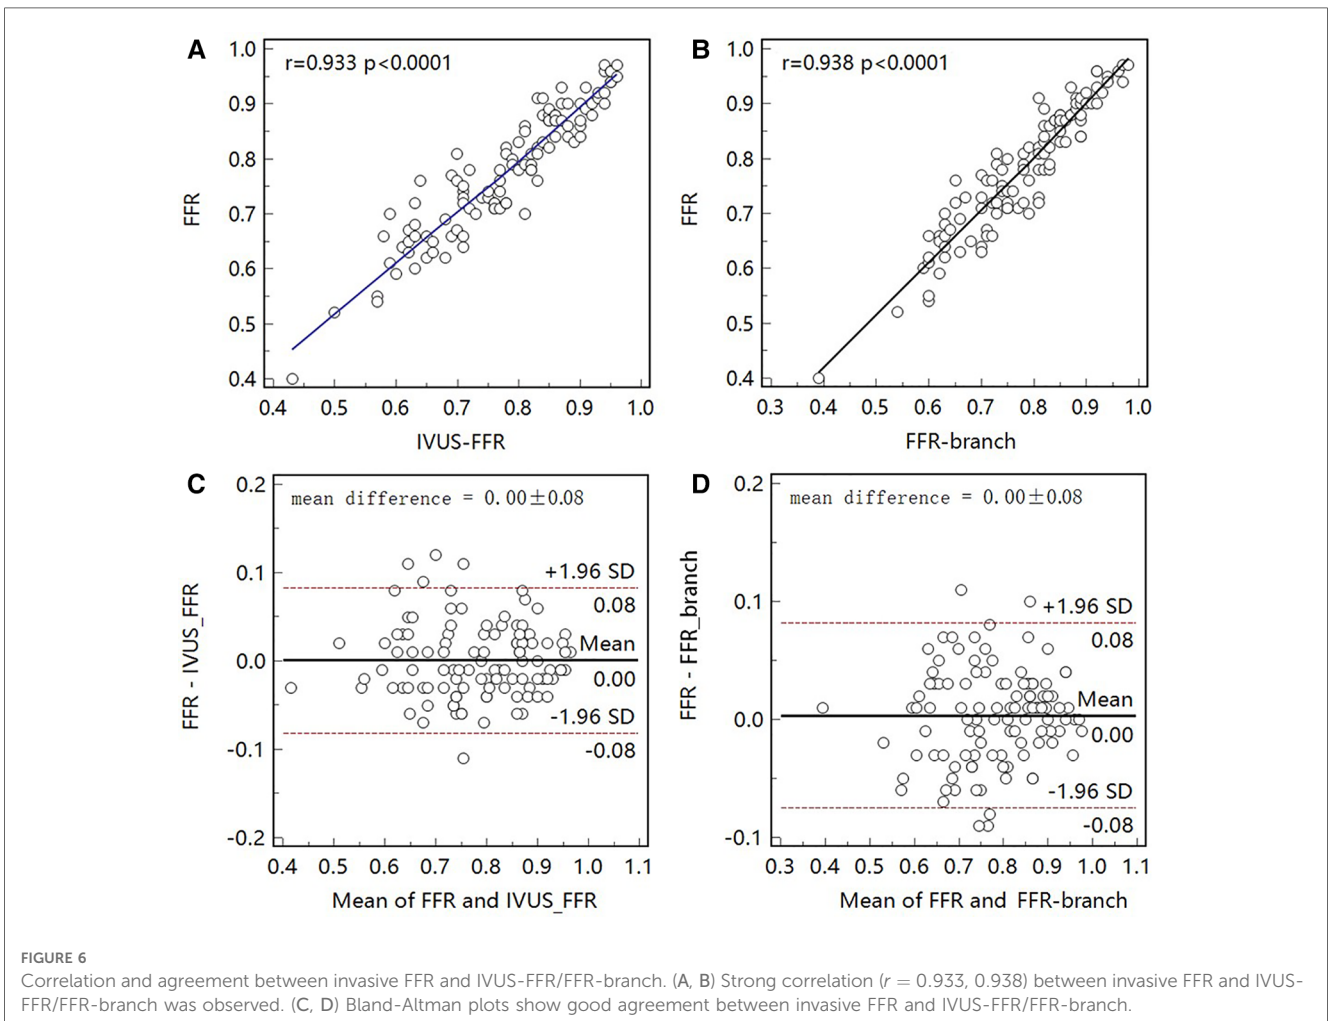 A
1.0
0.9
0.8
0.7
0.6
0.5
0.4
FFR
r=0.933 p<0.0001
0.4 0.5 0.6 0.7 0.8 0.9 1.0
IVUS-FFR
B
1.0
0.9
0.8
0.7
0.6
0.5
0.4
FFR
r=0.938 p<0.0001
0.3 0.4 0.5 0.6 0.7 0.8 0.9 1.0
FFR-branch
C
0.2
0.1
0.0
-0.1
-0.2
FFR - IVUS_FFR
mean difference = 0.00±0.08
+1.96 SD
0.08
Mean
0.00
-1.96 SD
-0.08
0.4 0.5 0.6 0.7 0.8 0.9 1.0 1.1
Mean of FFR and IVUS_FFR
D
0.2
0.1
0.0
-0.1
FFR - FFR_branch
mean difference = 0.00±0.08
+1.96 SD
0.08
Mean
0.00
-1.96 SD
-0.08
0.3 0.4 0.5 0.6 0.7 0.8 0.9 1.0 1.1
Mean of FFR and FFR-branch
FIGURE 6
Correlation and agreement between invasive FFR and IVUS-FFR/FFR-branch. (A, B) Strong correlation (r = 0.933, 0.938) between invasive FFR and IVUS-
FFR/FFR-branch was observed. (C, D) Bland-Altman plots show good agreement between invasive FFR and IVUS-FFR/FFR-branch.